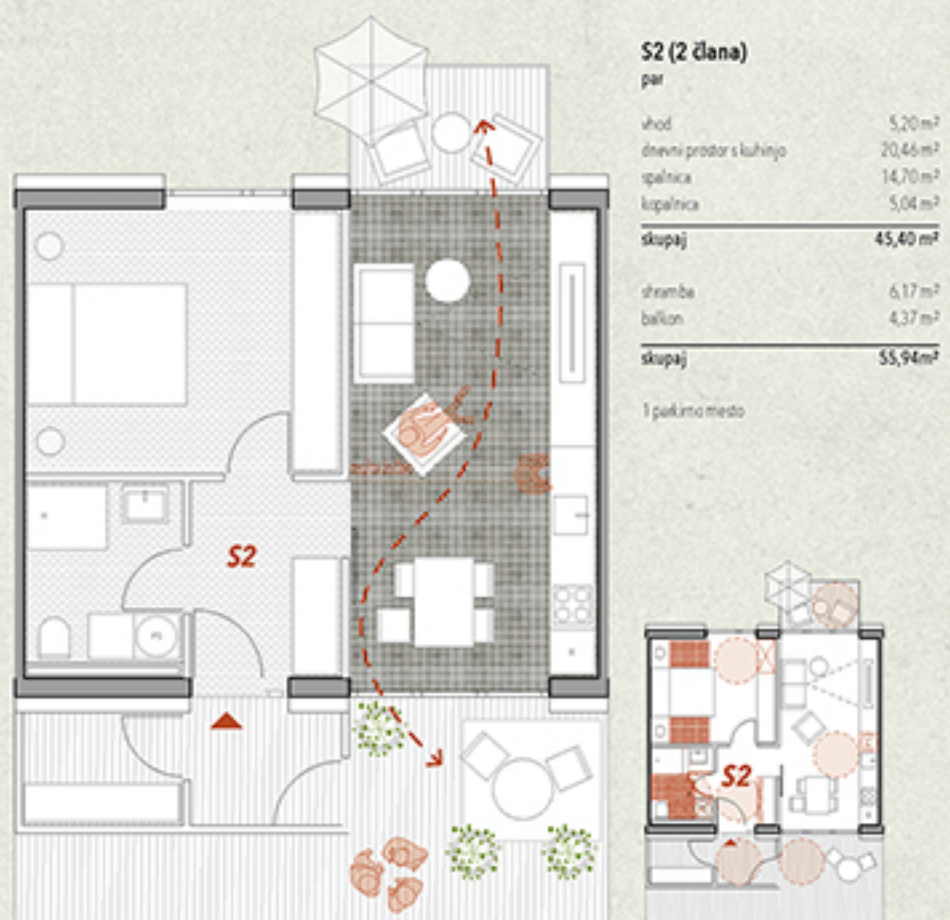 S2 (2 člana)
par
vhod 5,20 m²
dnevni prostor s kuhinjo 20,46 m²
spalnica 14,70 m²
kopalnica 5,04 m²
skupaj 45,40 m²
shramba 6,17 m²
balkon 4,37 m²
skupaj 55,94m²
1 parkirno mesto
S2
PS
S2